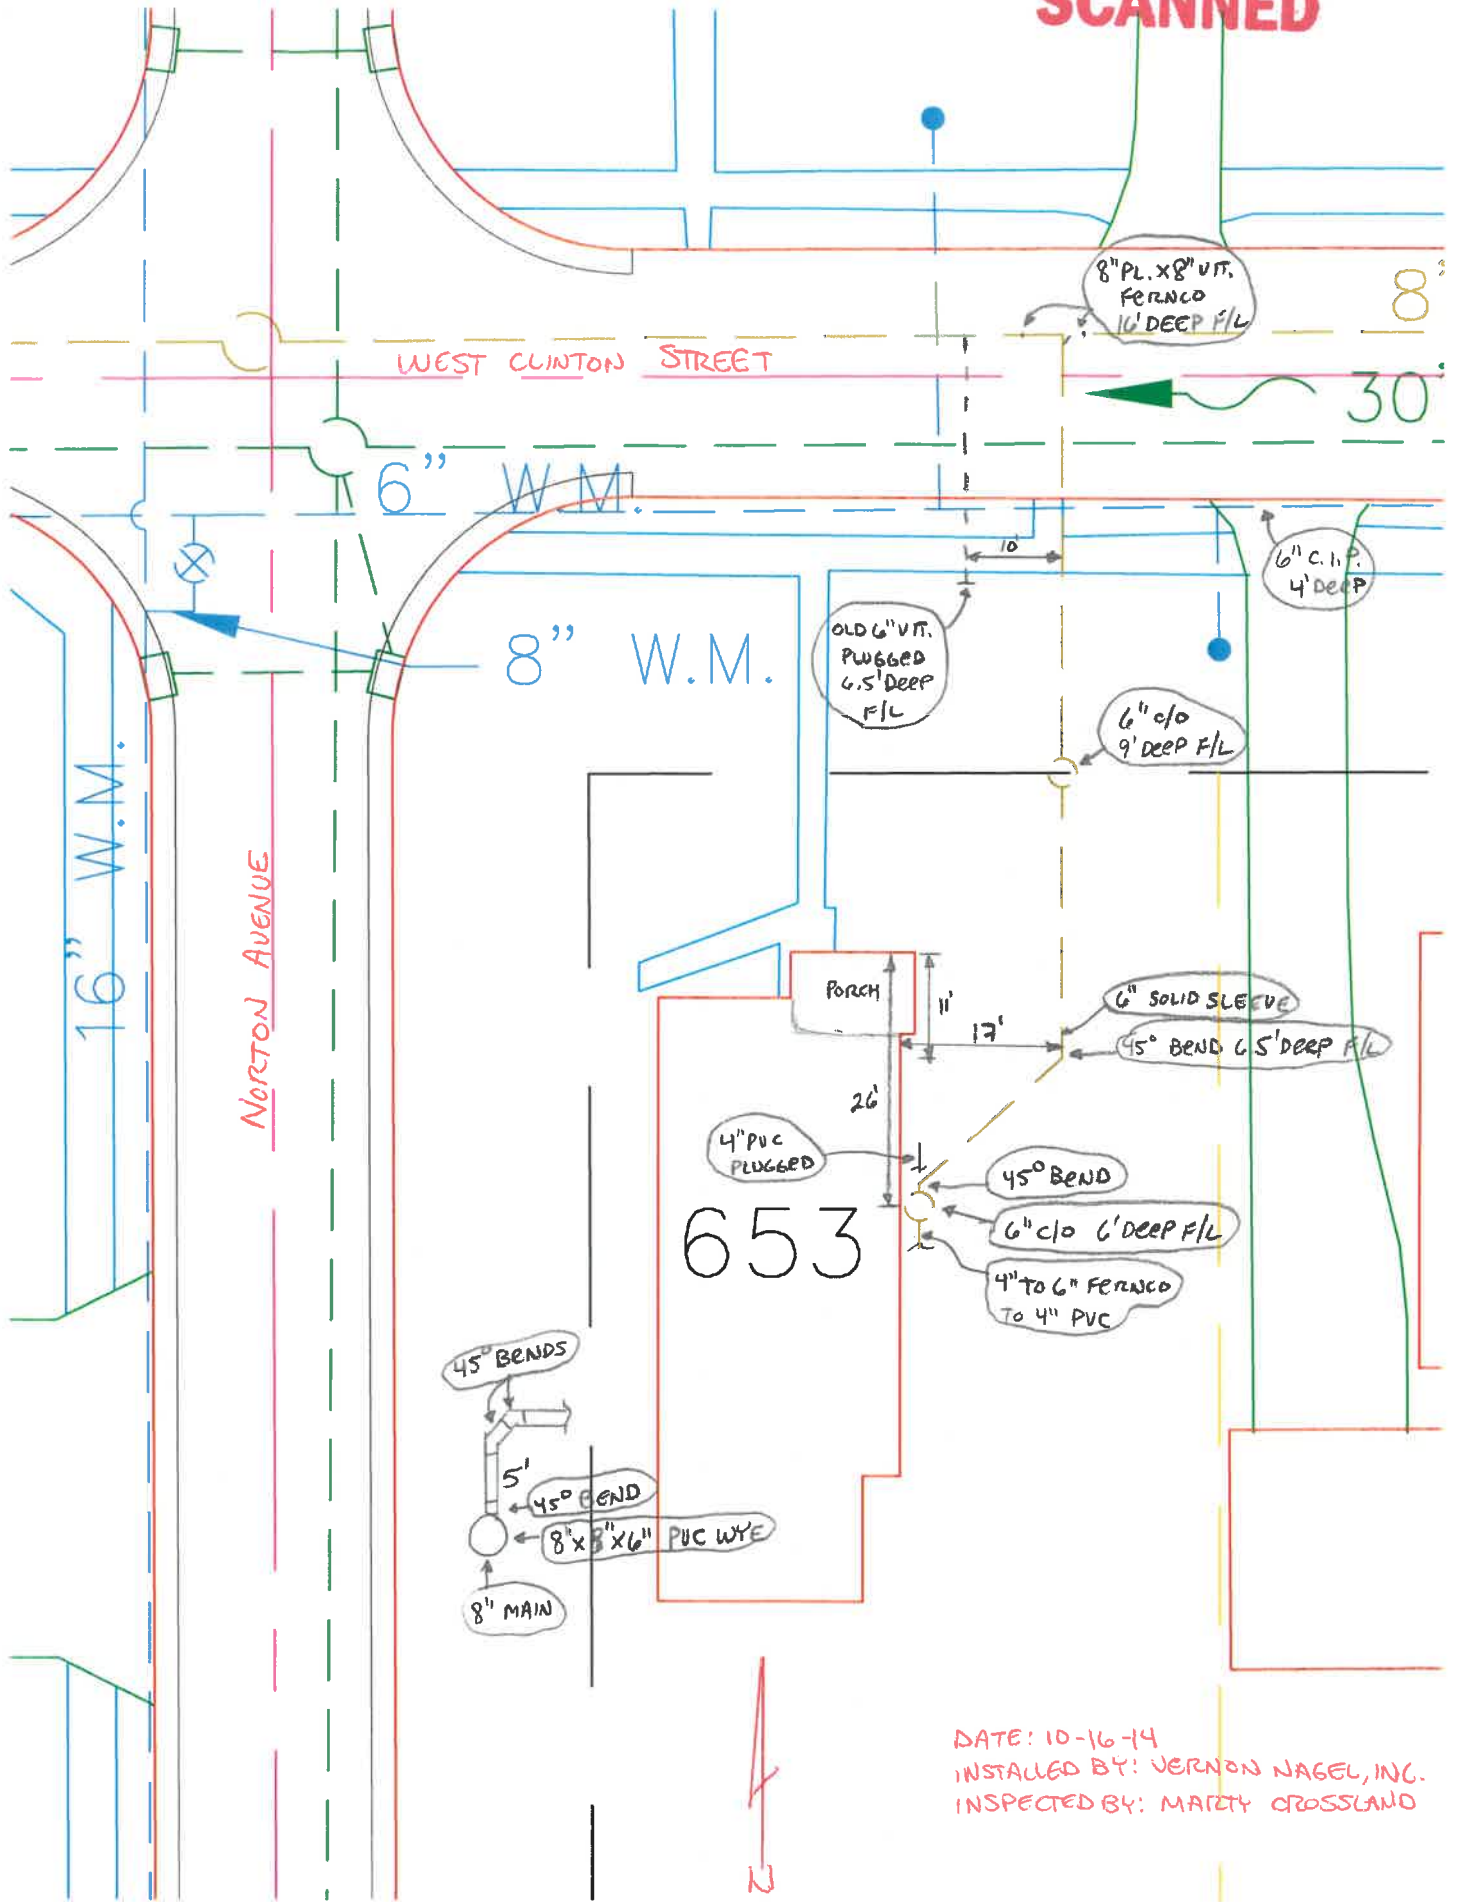 SCANNED
8" PL. X 8" VIT.
FERNCO
16' DEEP F/L
8"
WEST CLINTON STREET
30"
6" W.M.
10'
6" C.I.P.
4' DEEP
OLD 6" VIT.
PLUGGED
6.5' DEEP
F/L
8" W.M.
6" c/o
9' DEEP F/L
16" W.M.
NORTON AVENUE
PORCH
11'
17'
6" SOLID SLEEVE
45° BEND 6.5' DEEP F/L
26'
4" PVC
PLUGGED
45° BEND
653
6" c/o 6' DEEP F/L
4" TO 6" FERNCO
TO 4" PVC
45° BENDS
5'
45° BEND
8" X 8" X 6" PVC WYE
8" MAIN
N
DATE: 10-16-14
INSTALLED BY: VERNON NAGEL, INC.
INSPECTED BY: MARTY CROSSLAND